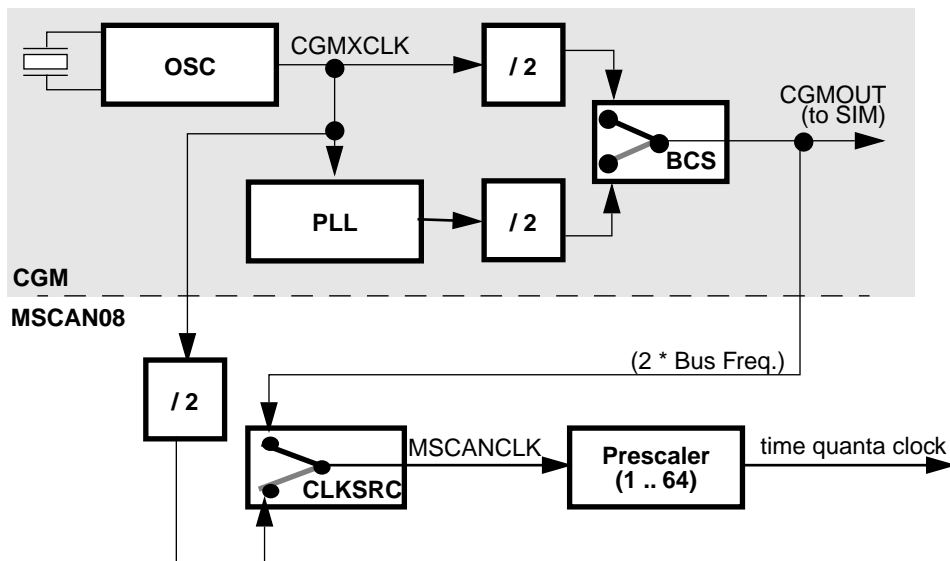 CGMXCLK
OSC
/ 2
CGMOUT
(to SIM)
BCS
PLL
/ 2
CGM
MSCAN08
(2 * Bus Freq.)
/ 2
MSCANCLK
CLKSRC
Prescaler
(1 .. 64)
time quanta clock